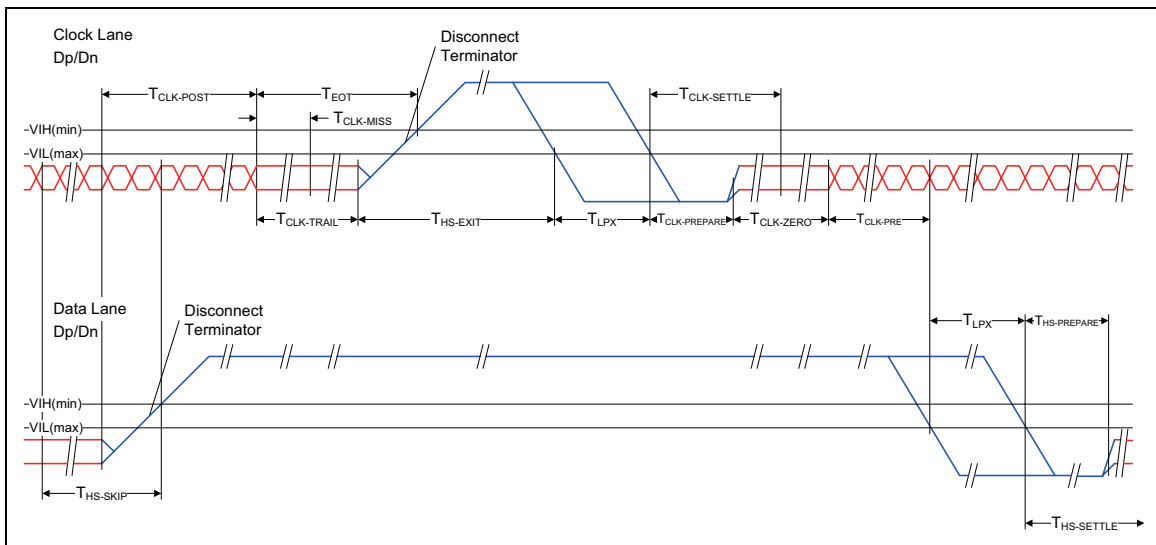 Clock Lane
Dp/Dn
Disconnect
Terminator
TCLK-POST
TEOT
TCLK-SETTLE
TCLK-MISS
VIH(min)
VIL(max)
TCLK-TRAIL
THS-EXIT
TLPX
TCLK-PREPARE
TCLK-ZERO
TCLK-PRE
Data Lane
Dp/Dn
Disconnect
Terminator
TLPX
THS-PREPARE
VIH(min)
VIL(max)
THS-SKIP
THS-SETTLE